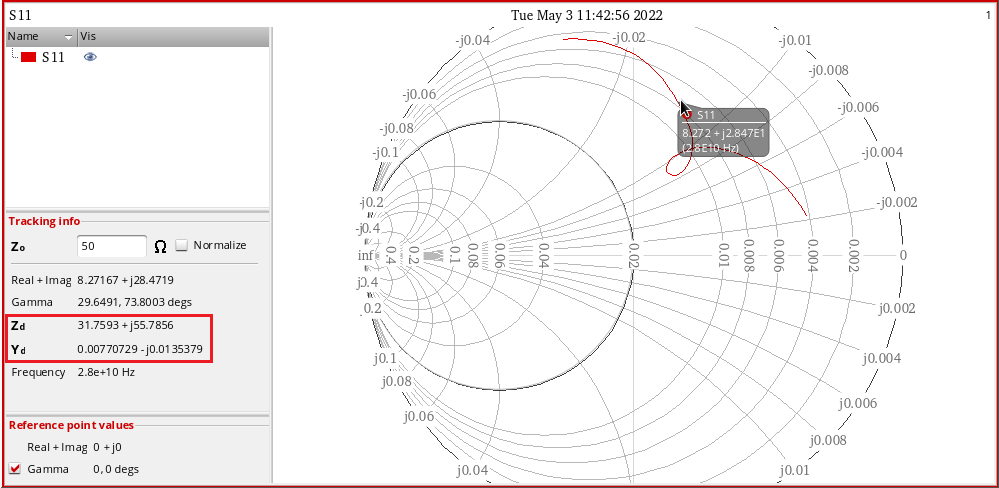 S11
Tue May 3 11:42:56 2022
1
Name
Vis
S11
Tracking info
Zo
50
Ω
Normalize
Real + Imag 8.27167 + j28.4719
Gamma 29.6491, 73.8003 degs
Zd 31.7593 + j55.7856
Yd 0.00770729 - j0.0135379
Frequency 2.8e+10 Hz
Reference point values
Real + Imag 0 + j0
Gamma 0, 0 degs
-j0.04
-j0.02
-j0.01
-j0.008
-j0.06
-j0.006
-j0.08
-j0.1
-j0.004
-j0.2
-j0.002
-j0.4
inf
0.4
0.2
0.1
0.08
0.06
0.04
0.02
0.01
0.008
0.006
0.004
0.002
0
j0.4
0.2
j0.002
j0.1
j0.004
j0.08
j0.06
j0.006
j0.008
j0.04
j0.02
j0.01
S11
8.272 + j2.847E1
(2.8E10 Hz)